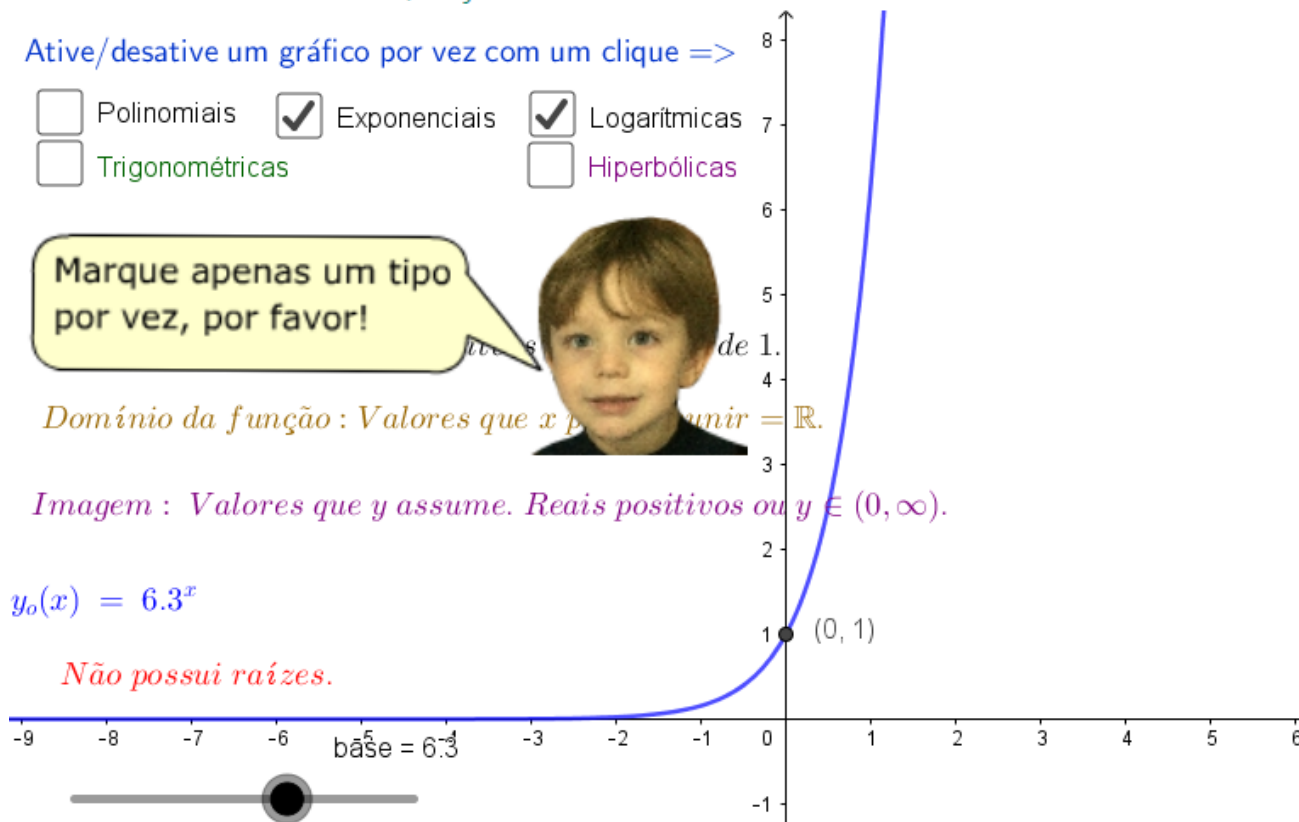 Ative/desative um gráfico por vez com um clique =>
Polinomiais Exponenciais Logarítmicas
Trigonométricas Hiperbólicas
Marque apenas um tipo
por vez, por favor!
de 1.
Domínio da função : Valores que x = ℝ.
Imagem : Valores que y assume. Reais positivos ou y ∈ (0, ∞).
y₀(x) = 6.3ˣ
Não possui raízes.
(0, 1)
8
7
6
5
4
3
2
1
-9 -8 -7 -6 -5 -4 -3 -2 -1 0 1 2 3 4 5 6
base = 6.3
-1